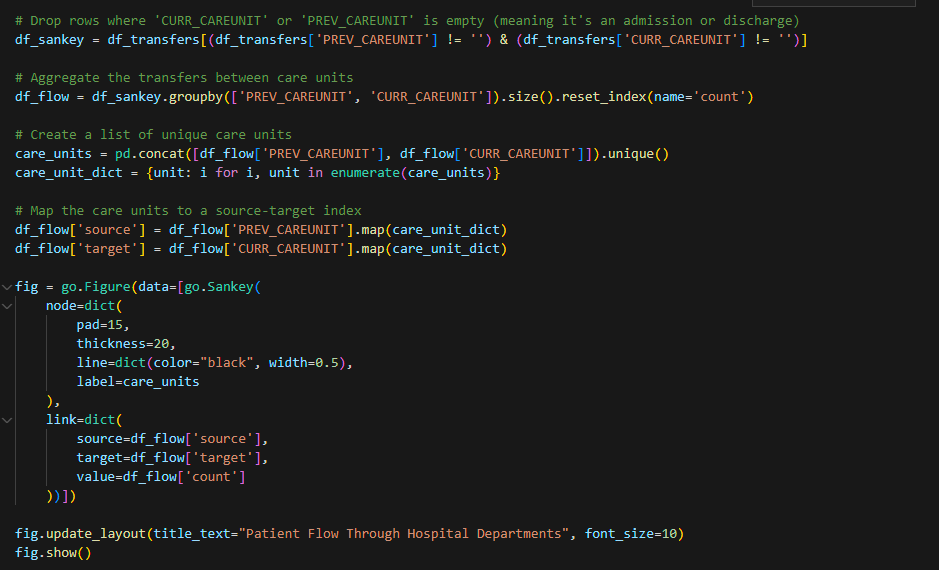 # Drop rows where 'CURR_CAREUNIT' or 'PREV_CAREUNIT' is empty (meaning it's an admission or discharge)
df_sankey = df_transfers[(df_transfers['PREV_CAREUNIT'] != '') & (df_transfers['CURR_CAREUNIT'] != '')]

# Aggregate the transfers between care units
df_flow = df_sankey.groupby(['PREV_CAREUNIT', 'CURR_CAREUNIT']).size().reset_index(name='count')

# Create a list of unique care units
care_units = pd.concat([df_flow['PREV_CAREUNIT'], df_flow['CURR_CAREUNIT']]).unique()
care_unit_dict = {unit: i for i, unit in enumerate(care_units)}

# Map the care units to a source-target index
df_flow['source'] = df_flow['PREV_CAREUNIT'].map(care_unit_dict)
df_flow['target'] = df_flow['CURR_CAREUNIT'].map(care_unit_dict)

fig = go.Figure(data=[go.Sankey(
    node=dict(
        pad=15,
        thickness=20,
        line=dict(color="black", width=0.5),
        label=care_units
    ),
    link=dict(
        source=df_flow['source'],
        target=df_flow['target'],
        value=df_flow['count']
    ))])

fig.update_layout(title_text="Patient Flow Through Hospital Departments", font_size=10)
fig.show()